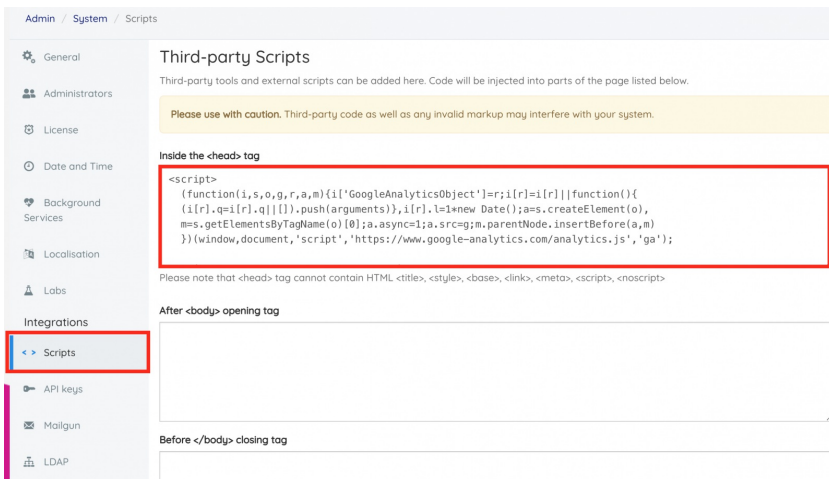 Admin / System / Scripts
General
Administrators
License
Date and Time
Background
Services
Localisation
Labs
Integrations
< > Scripts
API keys
Mailgun
LDAP
Third-party Scripts
Third-party tools and external scripts can be added here. Code will be injected into parts of the page listed below.
Please use with caution. Third-party code as well as any invalid markup may interfere with your system.
Inside the <head> tag
<script>
(function(i,s,o,g,r,a,m){i['GoogleAnalyticsObject']=r;i[r]=i[r]||function(){
(i[r].q=i[r].q||[]).push(arguments)},i[r].l=1*new Date();a=s.createElement(o),
m=s.getElementsByTagName(o)[0];a.async=1;a.src=g;m.parentNode.insertBefore(a,m)
})(window,document,'script','https://www.google-analytics.com/analytics.js','ga');
Please note that <head> tag cannot contain HTML <title>, <style>, <base>, <link>, <meta>, <script>, <noscript>
After <body> opening tag
Before </body> closing tag